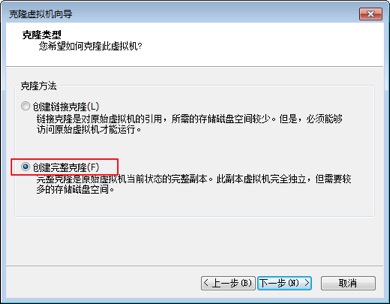 克隆虚拟机向导
克隆类型
您希望如何克隆此虚拟机?
克隆方法
创建链接克隆(L)
链接克隆是对原始虚拟机的引用，所需的存储磁盘空间较少。但是，必须能够
访问原始虚拟机才能运行。
创建完整克隆(F)
完整克隆是原始虚拟机当前状态的完整副本。此副本虚拟机完全独立，但需要较
多的存储磁盘空间。
< 上一步(B) 下一步(N) > 取消